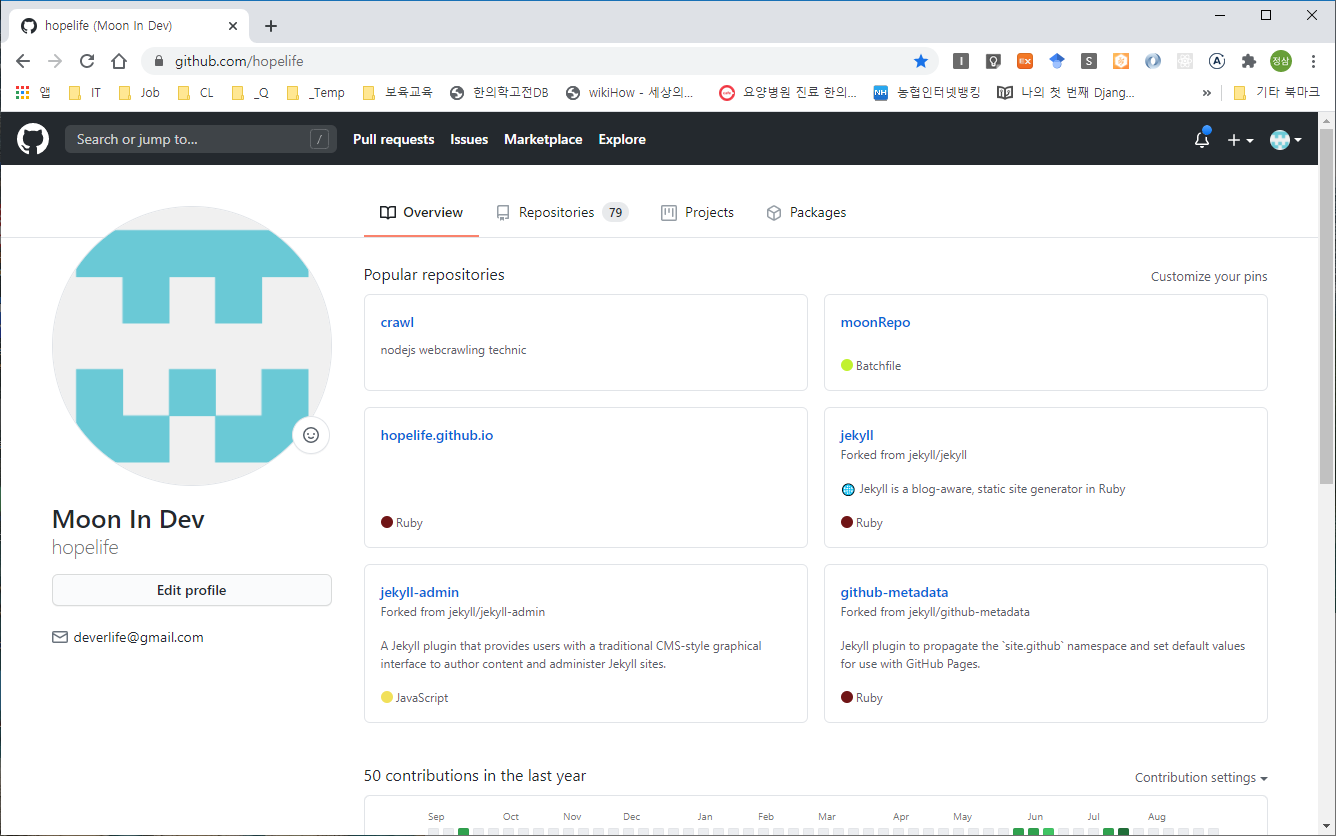 hopelife (Moon In Dev)
github.com/hopelife
정삼
앱 IT Job CL _Q _Temp 보육교육 한의학고전DB wikiHow - 세상의... 요양병원 진료 한의... 농협인터넷뱅킹 나의 첫 번째 Djang... » 기타 북마크
Search or jump to... / Pull requests Issues Marketplace Explore
Overview Repositories 79 Projects Packages
Popular repositories Customize your pins
crawl
nodejs webcrawling technic
moonRepo
Batchfile
hopelife.github.io
Ruby
jekyll
Forked from jekyll/jekyll
Jekyll is a blog-aware, static site generator in Ruby
Ruby
jekyll-admin
Forked from jekyll/jekyll-admin
A Jekyll plugin that provides users with a traditional CMS-style graphical
interface to author content and administer Jekyll sites.
JavaScript
github-metadata
Forked from jekyll/github-metadata
Jekyll plugin to propagate the `site.github` namespace and set default values
for use with GitHub Pages.
Ruby
Moon In Dev
hopelife
Edit profile
deverlife@gmail.com
50 contributions in the last year Contribution settings
Sep Oct Nov Dec Jan Feb Mar Apr May Jun Jul Aug